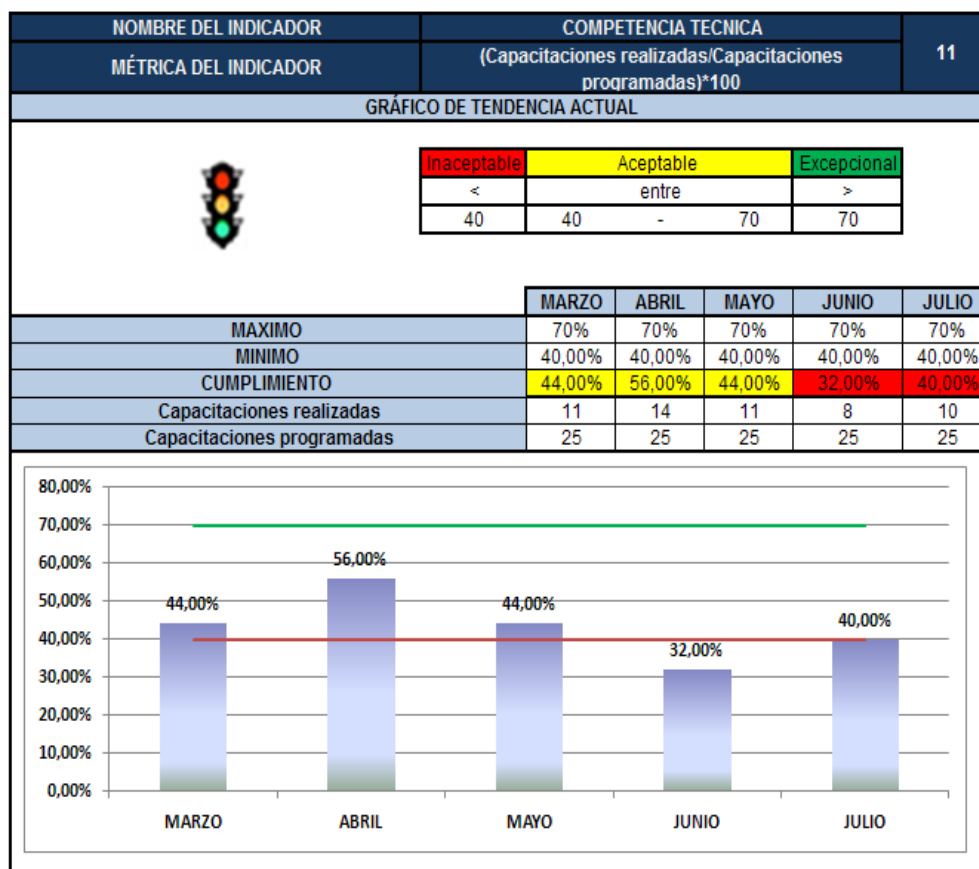 NOMBRE DEL INDICADOR COMPETENCIA TECNICA 11
MÉTRICA DEL INDICADOR (Capacitaciones realizadas/Capacitaciones
programadas)*100
GRÁFICO DE TENDENCIA ACTUAL
Inaceptable Aceptable Excepcional
< entre >
40 40 - 70 70
MARZO ABRIL MAYO JUNIO JULIO
MAXIMO 70% 70% 70% 70% 70%
MINIMO 40,00% 40,00% 40,00% 40,00% 40,00%
CUMPLIMIENTO 44,00% 56,00% 44,00% 32,00% 40,00%
Capacitaciones realizadas 11 14 11 8 10
Capacitaciones programadas 25 25 25 25 25
80,00%
70,00%
60,00%
50,00%
40,00%
30,00%
20,00%
10,00%
0,00%
44,00% 56,00% 44,00% 32,00% 40,00%
MARZO ABRIL MAYO JUNIO JULIO